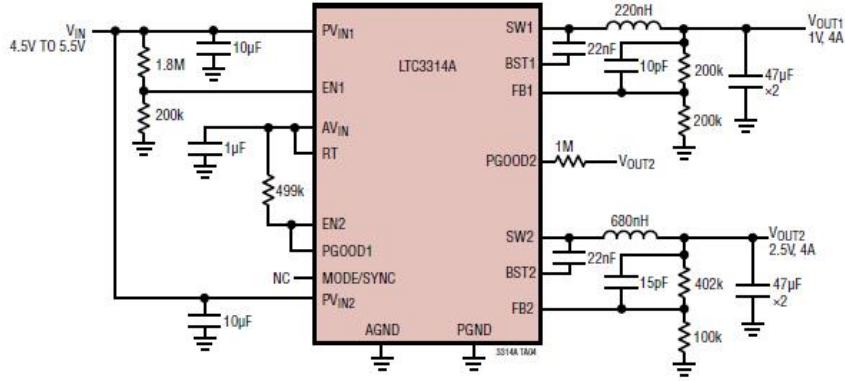 VIN
4.5V TO 5.5V
1.8M
10µF
200k
1µF
499k
NC
10µF
PVIN1
EN1
AVIN
RT
EN2
PGOOD1
MODE/SYNC
PVIN2
LTC3314A
AGND
PGND
SW1
BST1
FB1
PGOOD2
SW2
BST2
FB2
220nH
22nF
10pF
200k
200k
47µF
×2
VOUT1
1V, 4A
1M
VOUT2
680nH
22nF
15pF
402k
100k
47µF
×2
VOUT2
2.5V, 4A
3314A TA04